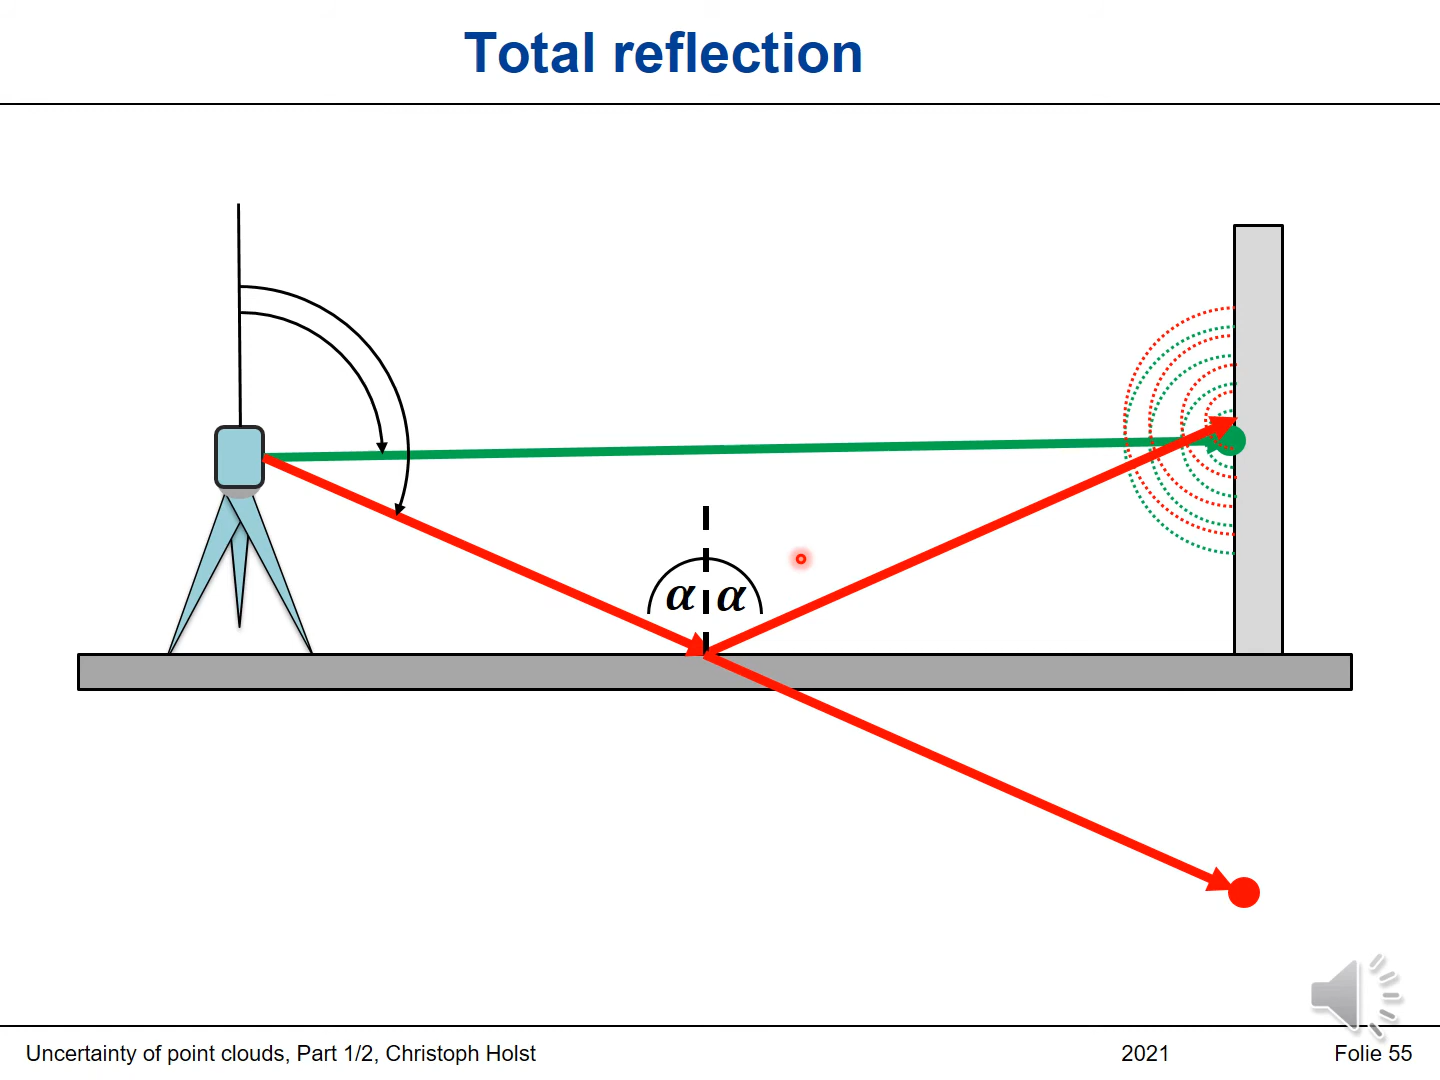 Total reflection
α α
Uncertainty of point clouds, Part 1/2, Christoph Holst 2021 Folie 55